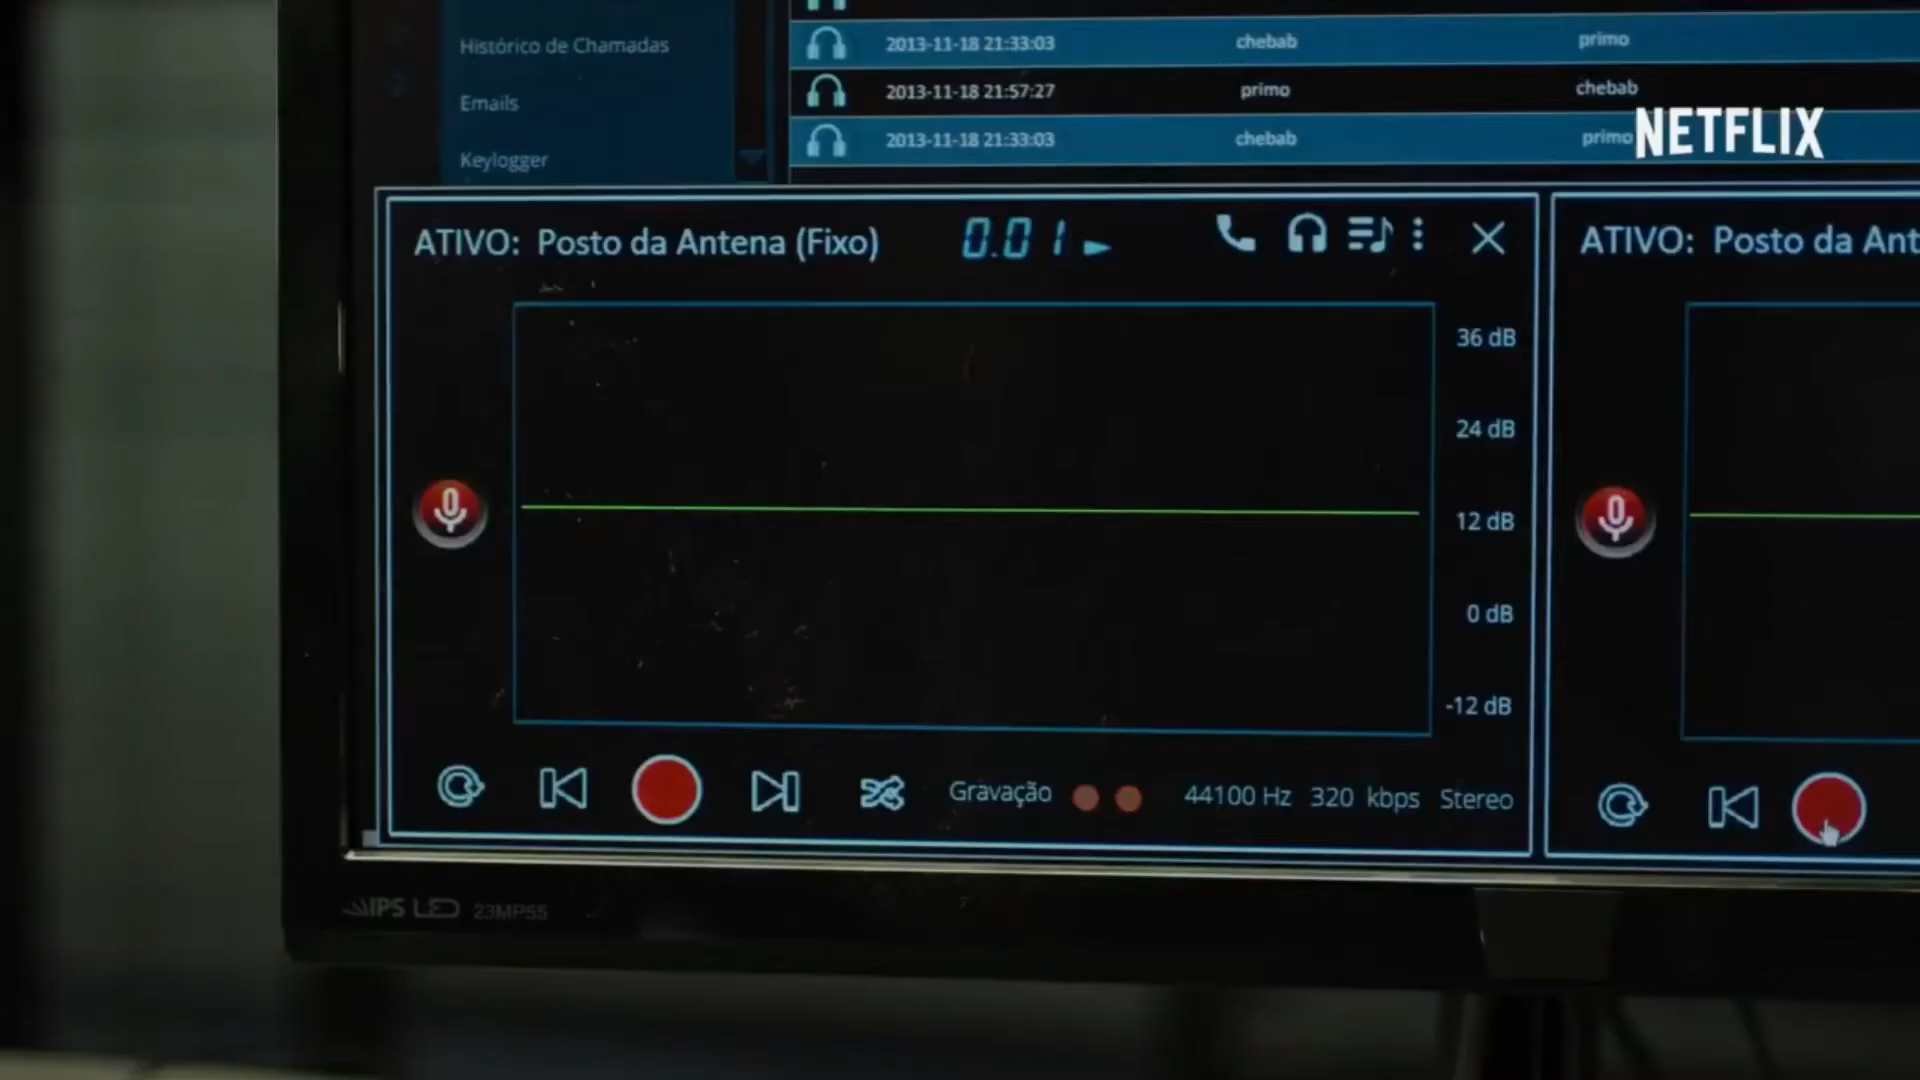 Histórico de Chamadas
Emails
Keylogger
2013-11-18 21:33:03 chebab primo
2013-11-18 21:57:27 primo chebab
2013-11-18 21:33:03 chebab primo
NETFLIX
ATIVO: Posto da Antena (Fixo) 0.01
ATIVO: Posto da Ant
36 dB
24 dB
12 dB
0 dB
-12 dB
Gravação 44100 Hz 320 kbps Stereo
IPS LED 23MP55